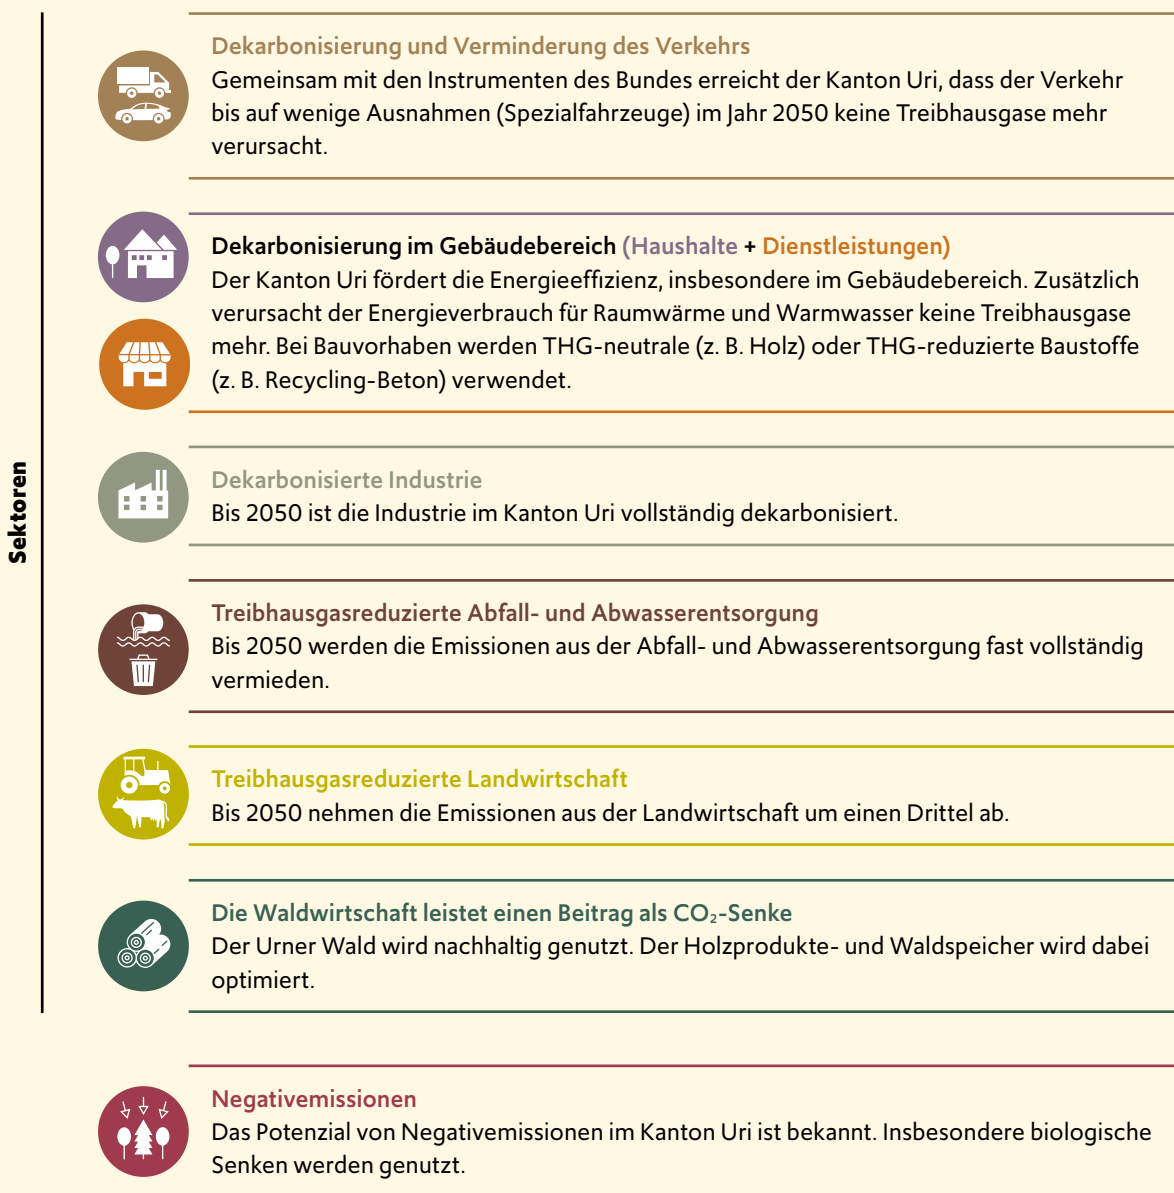 Sektoren
Dekarbonisierung und Verminderung des Verkehrs
Gemeinsam mit den Instrumenten des Bundes erreicht der Kanton Uri, dass der Verkehr
bis auf wenige Ausnahmen (Spezialfahrzeuge) im Jahr 2050 keine Treibhausgase mehr
verursacht.
Dekarbonisierung im Gebäudebereich (Haushalte + Dienstleistungen)
Der Kanton Uri fördert die Energieeffizienz, insbesondere im Gebäudebereich. Zusätzlich
verursacht der Energieverbrauch für Raumwärme und Warmwasser keine Treibhausgase
mehr. Bei Bauvorhaben werden THG-neutrale (z. B. Holz) oder THG-reduzierte Baustoffe
(z. B. Recycling-Beton) verwendet.
Dekarbonisierte Industrie
Bis 2050 ist die Industrie im Kanton Uri vollständig dekarbonisiert.
Treibhausgasreduzierte Abfall- und Abwasserentsorgung
Bis 2050 werden die Emissionen aus der Abfall- und Abwasserentsorgung fast vollständig
vermieden.
Treibhausgasreduzierte Landwirtschaft
Bis 2050 nehmen die Emissionen aus der Landwirtschaft um einen Drittel ab.
Die Waldwirtschaft leistet einen Beitrag als CO₂-Senke
Der Urner Wald wird nachhaltig genutzt. Der Holzprodukte- und Waldspeicher wird dabei
optimiert.
Negativemissionen
Das Potenzial von Negativemissionen im Kanton Uri ist bekannt. Insbesondere biologische
Senken werden genutzt.